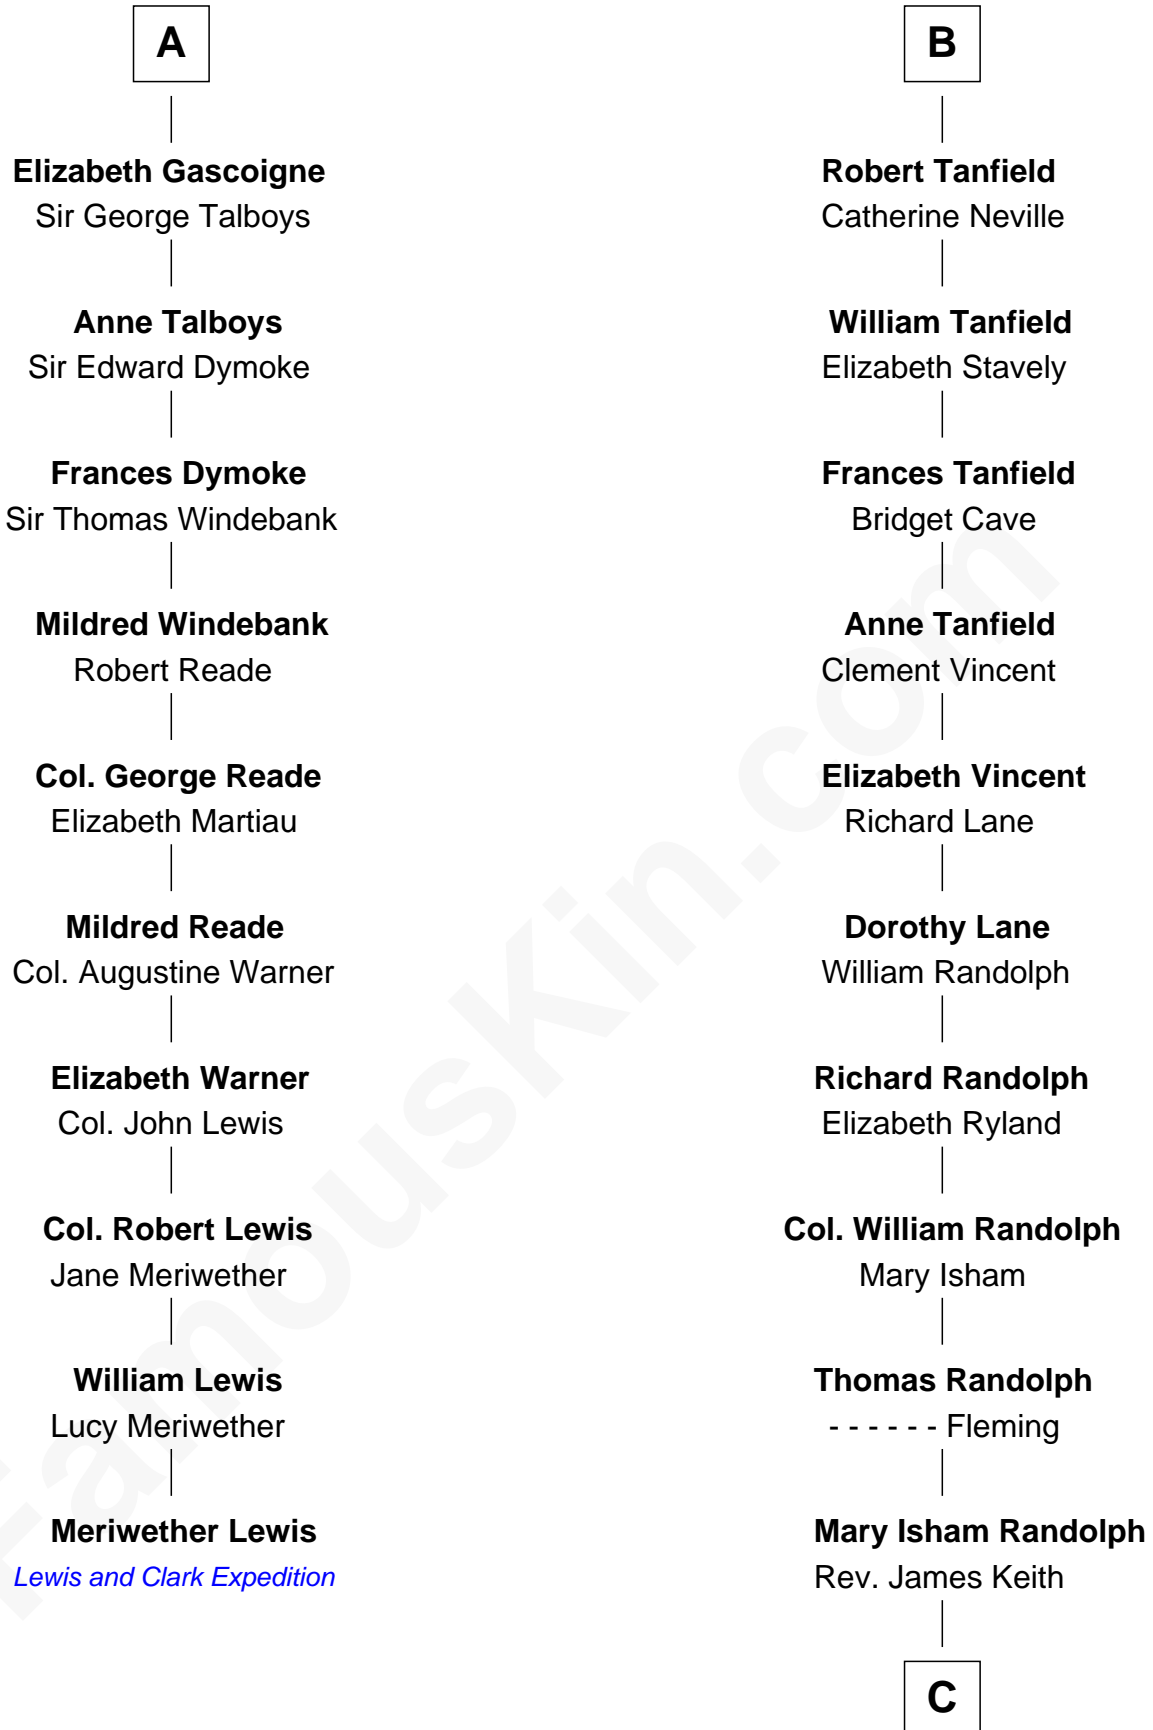 A
Elizabeth Gascoigne
Sir George Talboys
Anne Talboys
Sir Edward Dymoke
Frances Dymoke
Sir Thomas Windebank
Mildred Windebank
Robert Reade
Col. George Reade
Elizabeth Martiau
Mildred Reade
Col. Augustine Warner
Elizabeth Warner
Col. John Lewis
Col. Robert Lewis
Jane Meriwether
William Lewis
Lucy Meriwether
Meriwether Lewis
Lewis and Clark Expedition
B
Robert Tanfield
Catherine Neville
William Tanfield
Elizabeth Stavely
Frances Tanfield
Bridget Cave
Anne Tanfield
Clement Vincent
Elizabeth Vincent
Richard Lane
Dorothy Lane
William Randolph
Richard Randolph
Elizabeth Ryland
Col. William Randolph
Mary Isham
Thomas Randolph
- - - - - - Fleming
Mary Isham Randolph
Rev. James Keith
C
FamousKin.com